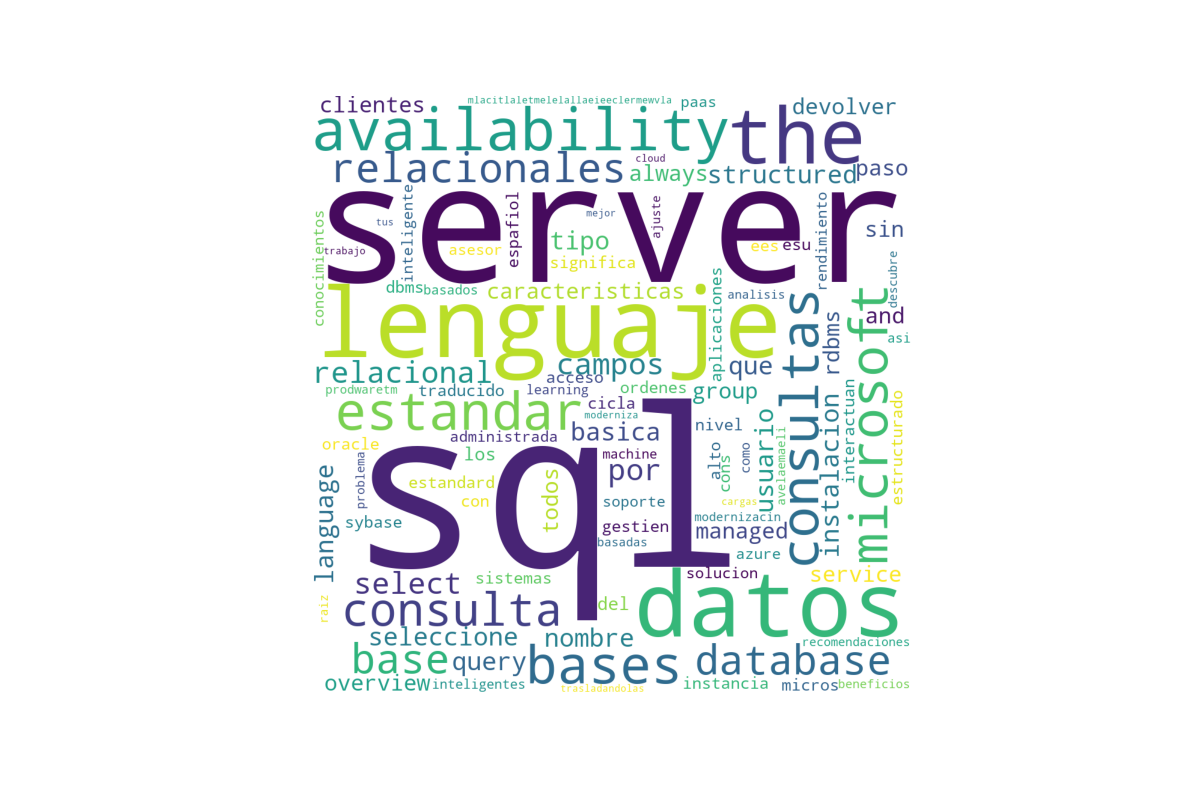 mlacitlaletmelelallaeieeclermewvla
paas
clientes
devolver
availability
the
cloud
relacionales
always
structured
paso
server
inteligente
conocimientos
tus
mejor
español
ajuste
rendimiento
sin
tipo
asesor
trabajo
ees
esu
significa
descubre
dbms
basados
caracteristicas
analisis
aplicaciones
lenguaje
consultas
microsoft
and
rdbms
asi
relacional
campos
que
acceso
prodwaretm
traducido
learning
ordenes
group
interactuan
cicla
estandar
moderniza
estructurado
sql
basica
nivel
usuario
instalacion
administrada
oracle
los
machine
por
alto
como
cons
avelaemaeli
problema
language
estandard
con
todos
soporte
cargas
sybase
gestien
modernizacin
managed
basadas
azure
select
sistemas
solucion
service
datos
raiz
consulta
del
seleccione
nombre
recomendaciones
base
query
bases
database
overview
inteligentes
trasladandolas
instancia
micros
beneficios